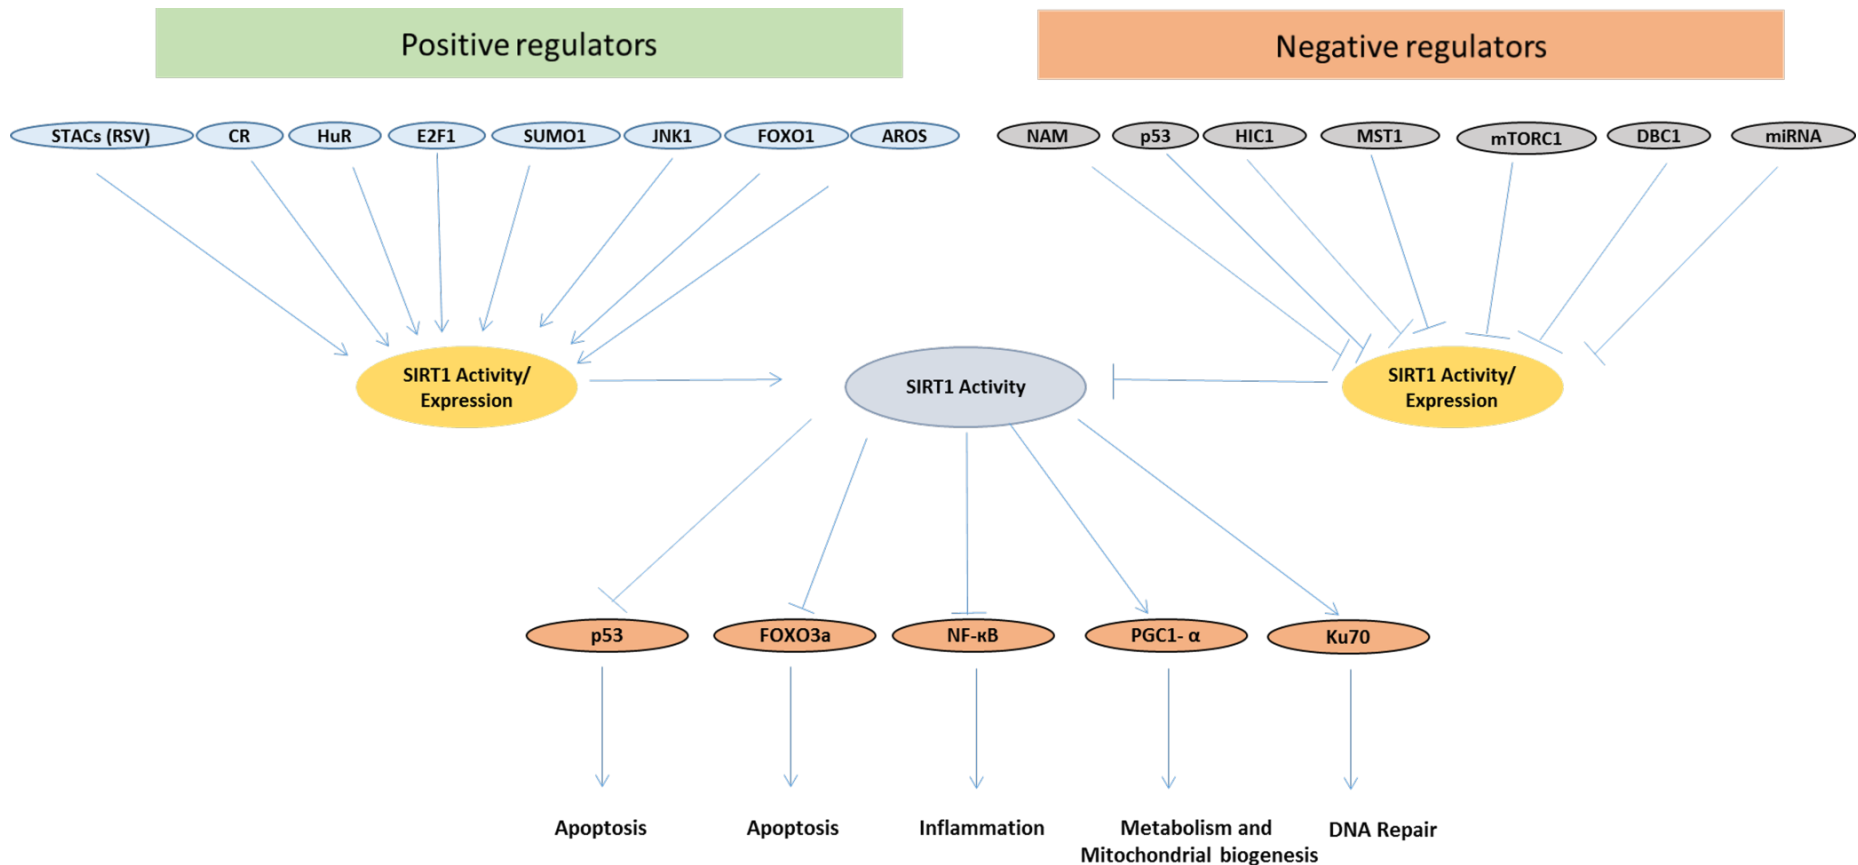 Positive regulators
Negative regulators
STACs (RSV)
CR
HuR
E2F1
SUMO1
JNK1
FOXO1
AROS
NAM
p53
HIC1
MST1
mTORC1
DBC1
miRNA
SIRT1 Activity/
Expression
SIRT1 Activity
SIRT1 Activity/
Expression
p53
FOXO3a
NF-κB
PGC1- α
Ku70
Apoptosis
Apoptosis
Inflammation
Metabolism and
Mitochondrial biogenesis
DNA Repair